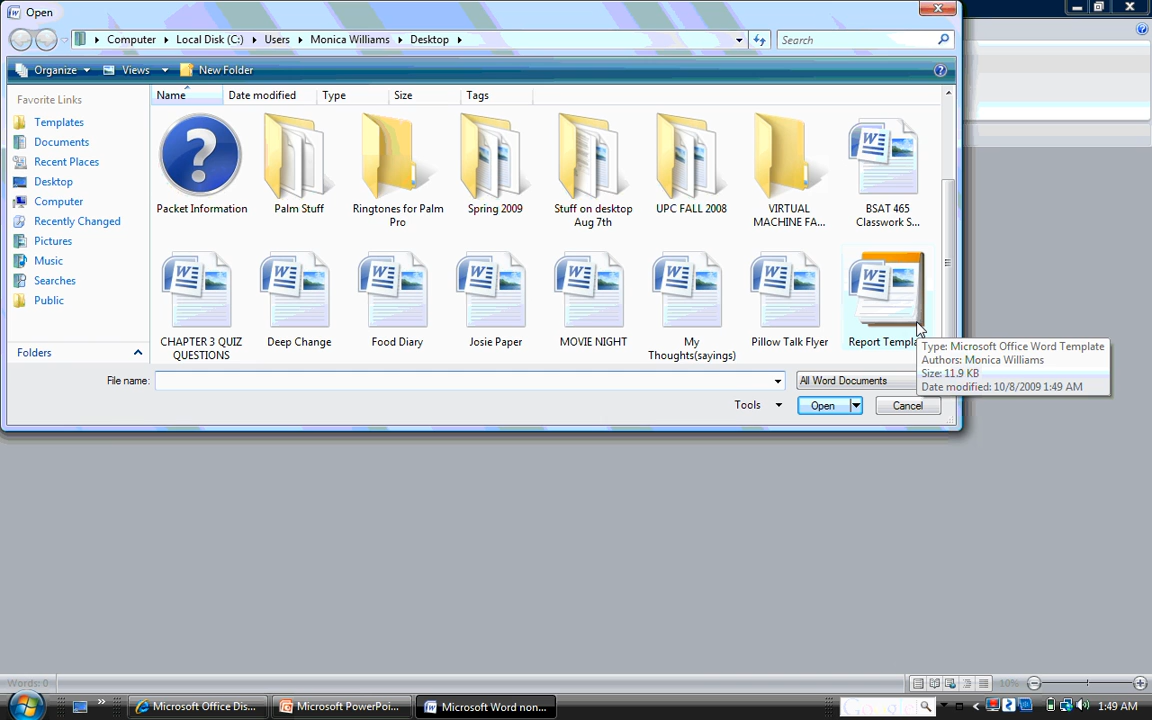 Open
Computer Local Disk (C:) Users Monica Williams Desktop
Search
Organize Views New Folder
Favorite Links
Templates
Documents
Recent Places
Desktop
Computer
Recently Changed
Pictures
Music
Searches
Public
Folders
Name Date modified Type Size Tags
Packet Information
Palm Stuff
Ringtones for Palm
Pro
Spring 2009
Stuff on desktop
Aug 7th
UPC FALL 2008
VIRTUAL
MACHINE FA...
BSAT 465
Classwork S...
CHAPTER 3 QUIZ
QUESTIONS
Deep Change
Food Diary
Josie Paper
MOVIE NIGHT
My
Thoughts(sayings)
Pillow Talk Flyer
Report Templa
Type: Microsoft Office Word Template
Authors: Monica Williams
Size: 11.9 KB
Date modified: 10/8/2009 1:49 AM
File name:
All Word Documents
Tools Open Cancel
Words: 0
10%
Microsoft Office Dis...
Microsoft PowerPoi...
Microsoft Word non...
Google
1:49 AM